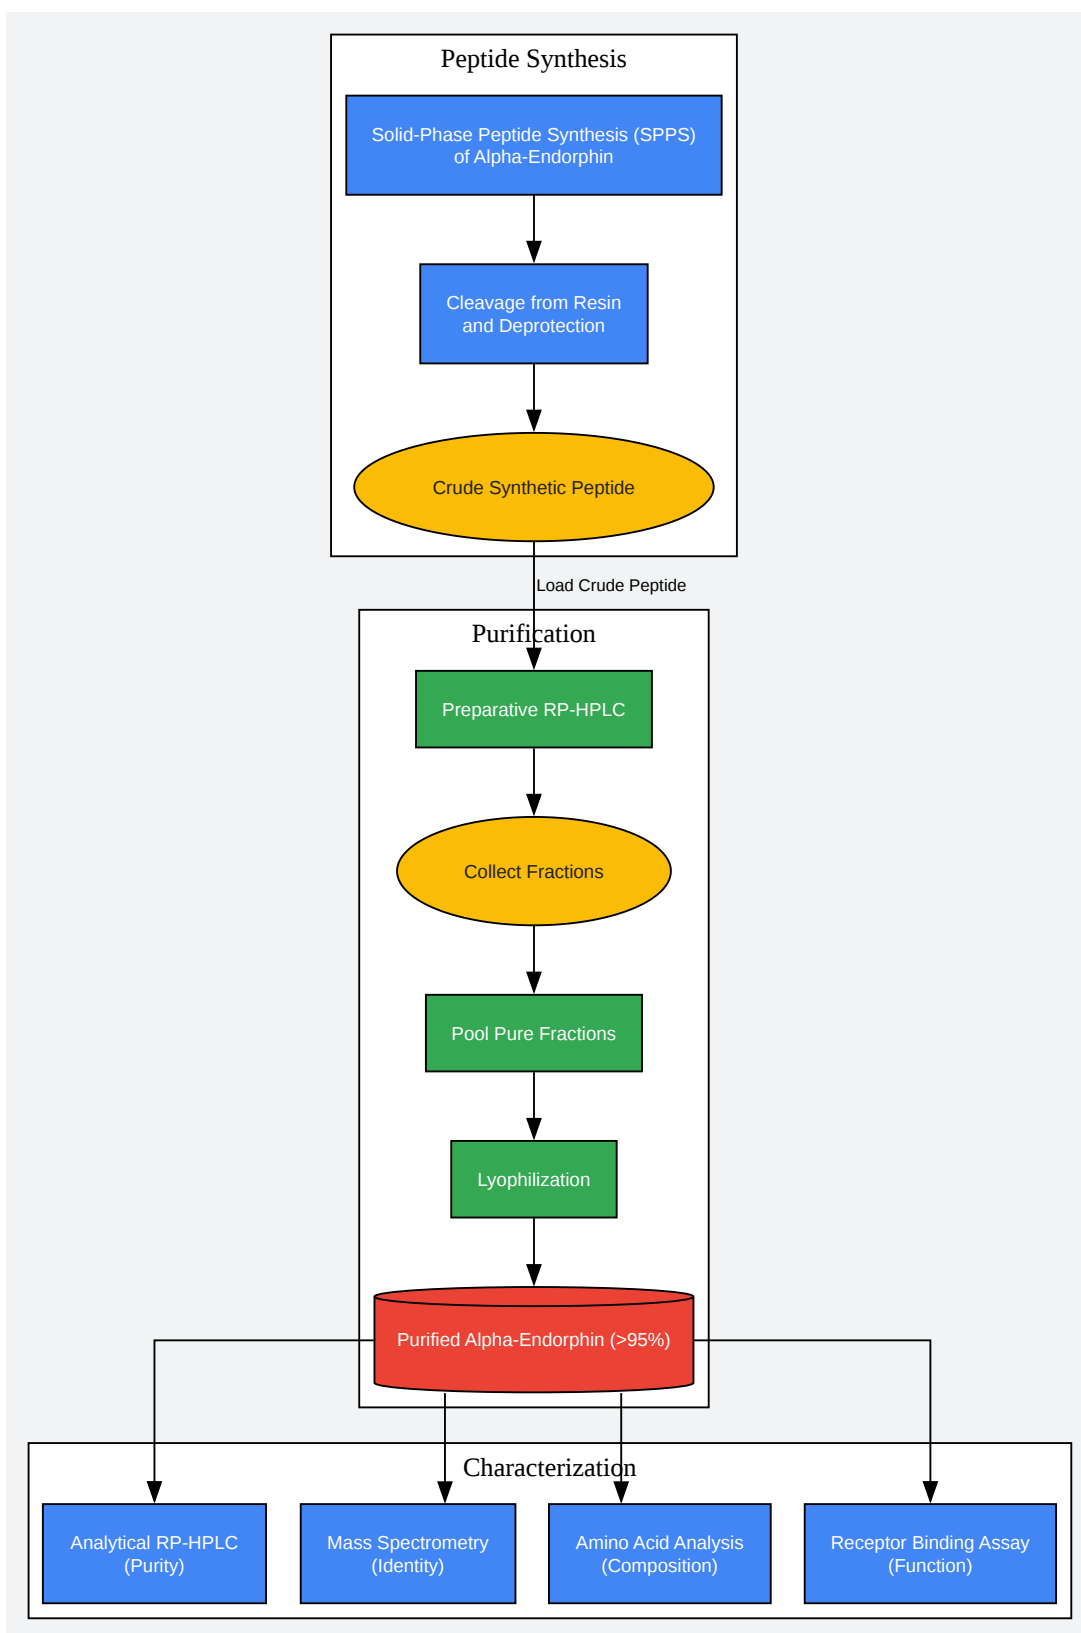 Peptide Synthesis
Solid-Phase Peptide Synthesis (SPPS)
of Alpha-Endorphin
Cleavage from Resin
and Deprotection
Crude Synthetic Peptide
Load Crude Peptide
Purification
Preparative RP-HPLC
Collect Fractions
Pool Pure Fractions
Lyophilization
Purified Alpha-Endorphin (>95%)
Characterization
Analytical RP-HPLC
(Purity)
Mass Spectrometry
(Identity)
Amino Acid Analysis
(Composition)
Receptor Binding Assay
(Function)